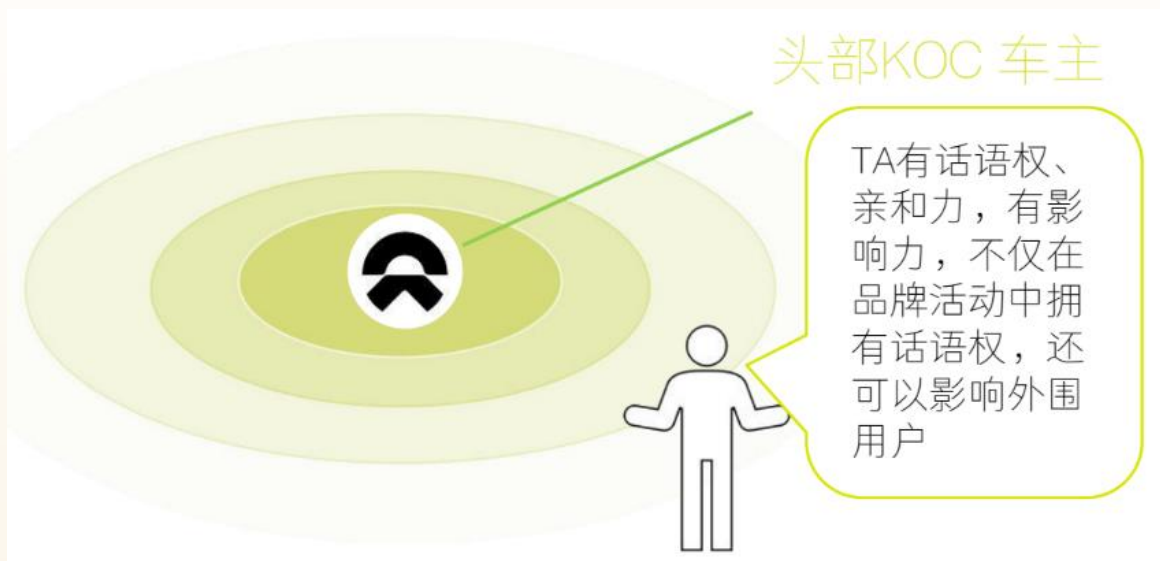 头部KOC 车主
TA有话语权、
亲和力，有影
响力，不仅在
品牌活动中拥
有话语权，还
可以影响外围
用户